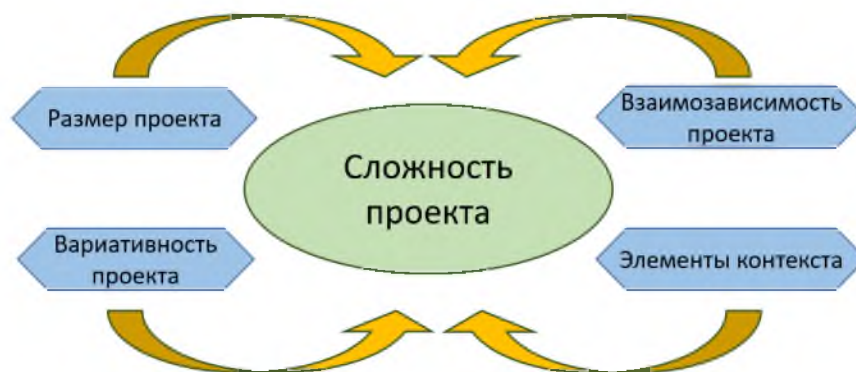 Размер проекта
Взаимозависимость
проекта
Сложность
проекта
Вариативность
проекта
Элементы контекста